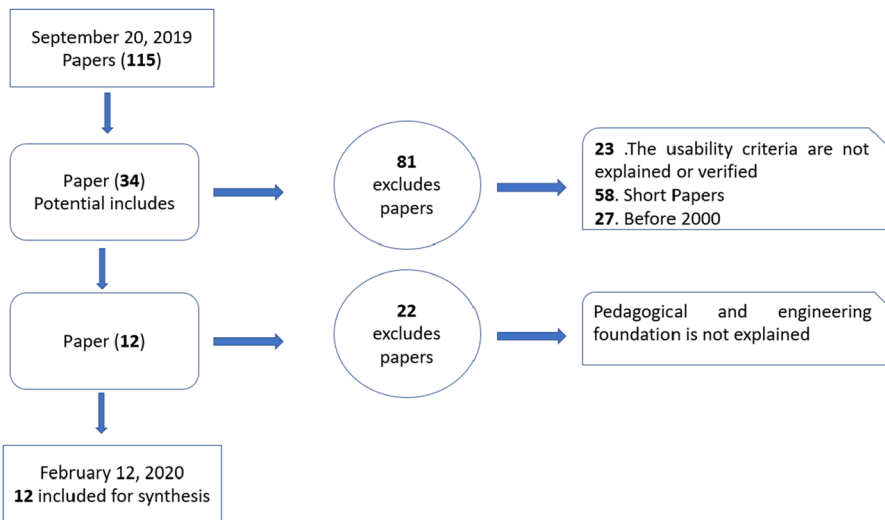 September 20, 2019
Papers (115)
Paper (34)
Potential includes
81
excludes
papers
23 .The usability criteria are not
explained or verified
58. Short Papers
27. Before 2000
Paper (12)
22
excludes
papers
Pedagogical and engineering
foundation is not explained
February 12, 2020
12 included for synthesis